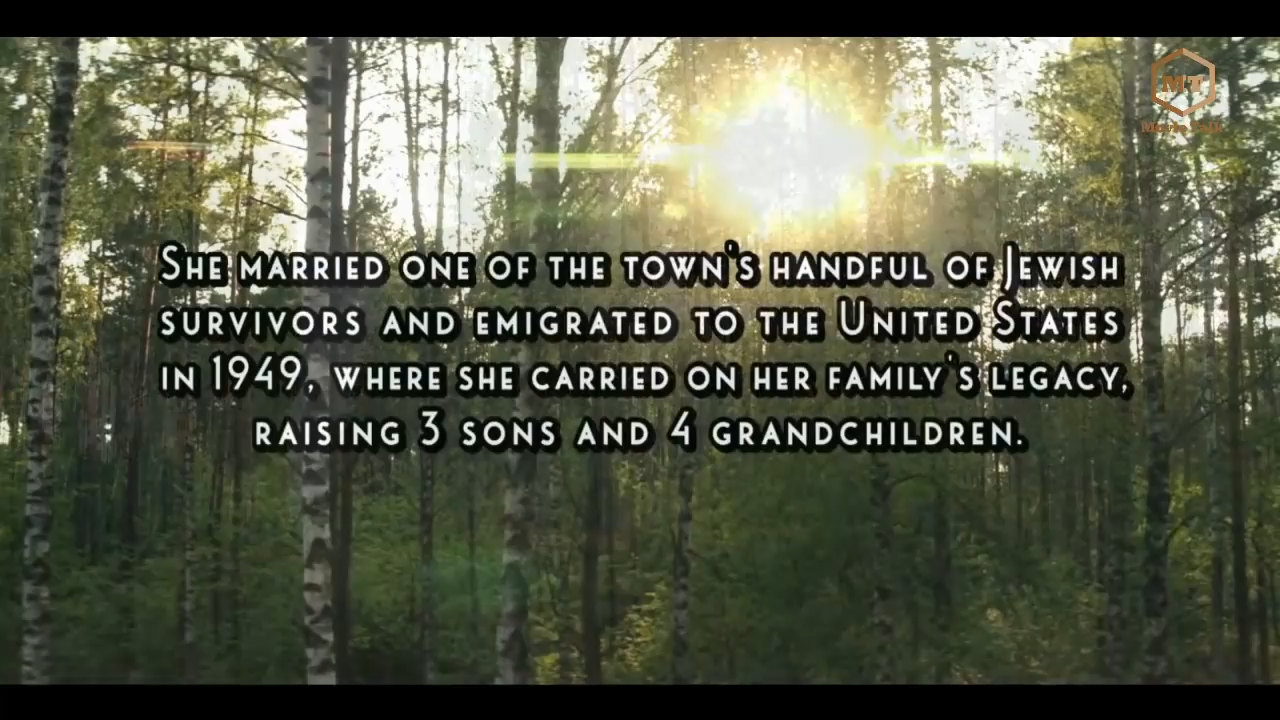 MT
She married one of the town's handful of Jewish
survivors and emigrated to the United States
in 1949, where she carried on her family's legacy,
raising 3 sons and 4 grandchildren.